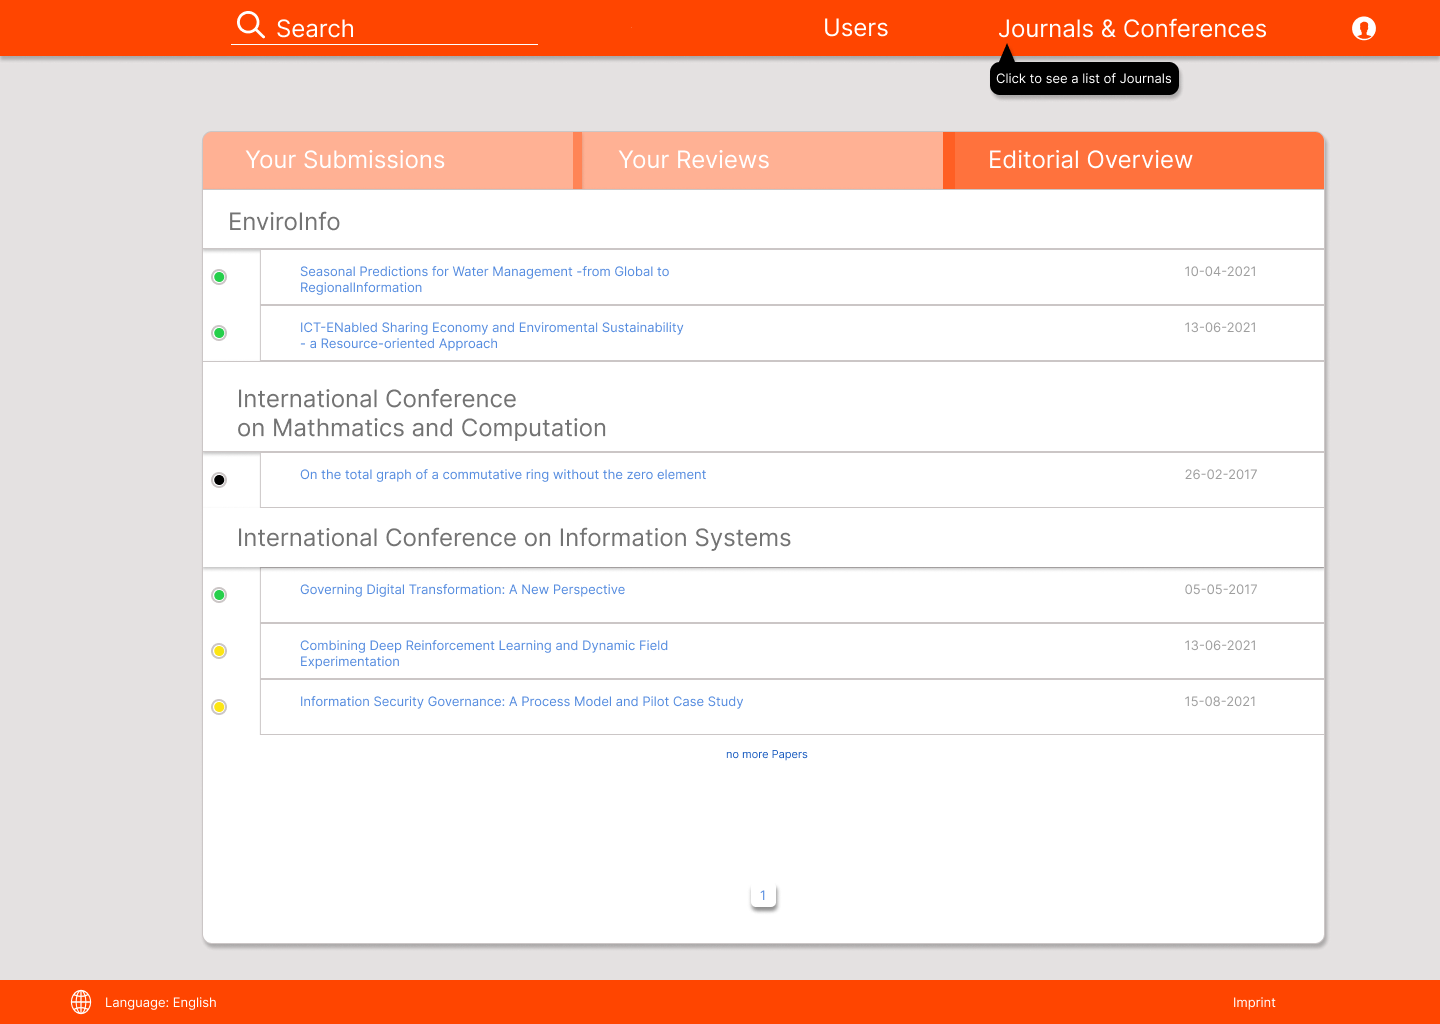 Search
Users
Journals & Conferences
Click to see a list of Journals
Your Submissions
Your Reviews
Editorial Overview
EnviroInfo
Seasonal Predictions for Water Management -from Global to
RegionalInformation
10-04-2021
ICT-ENabled Sharing Economy and Enviromental Sustainability
- a Resource-oriented Approach
13-06-2021
International Conference
on Mathmatics and Computation
On the total graph of a commutative ring without the zero element
26-02-2017
International Conference on Information Systems
Governing Digital Transformation: A New Perspective
05-05-2017
Combining Deep Reinforcement Learning and Dynamic Field
Experimentation
13-06-2021
Information Security Governance: A Process Model and Pilot Case Study
15-08-2021
no more Papers
1
Language: English
Imprint